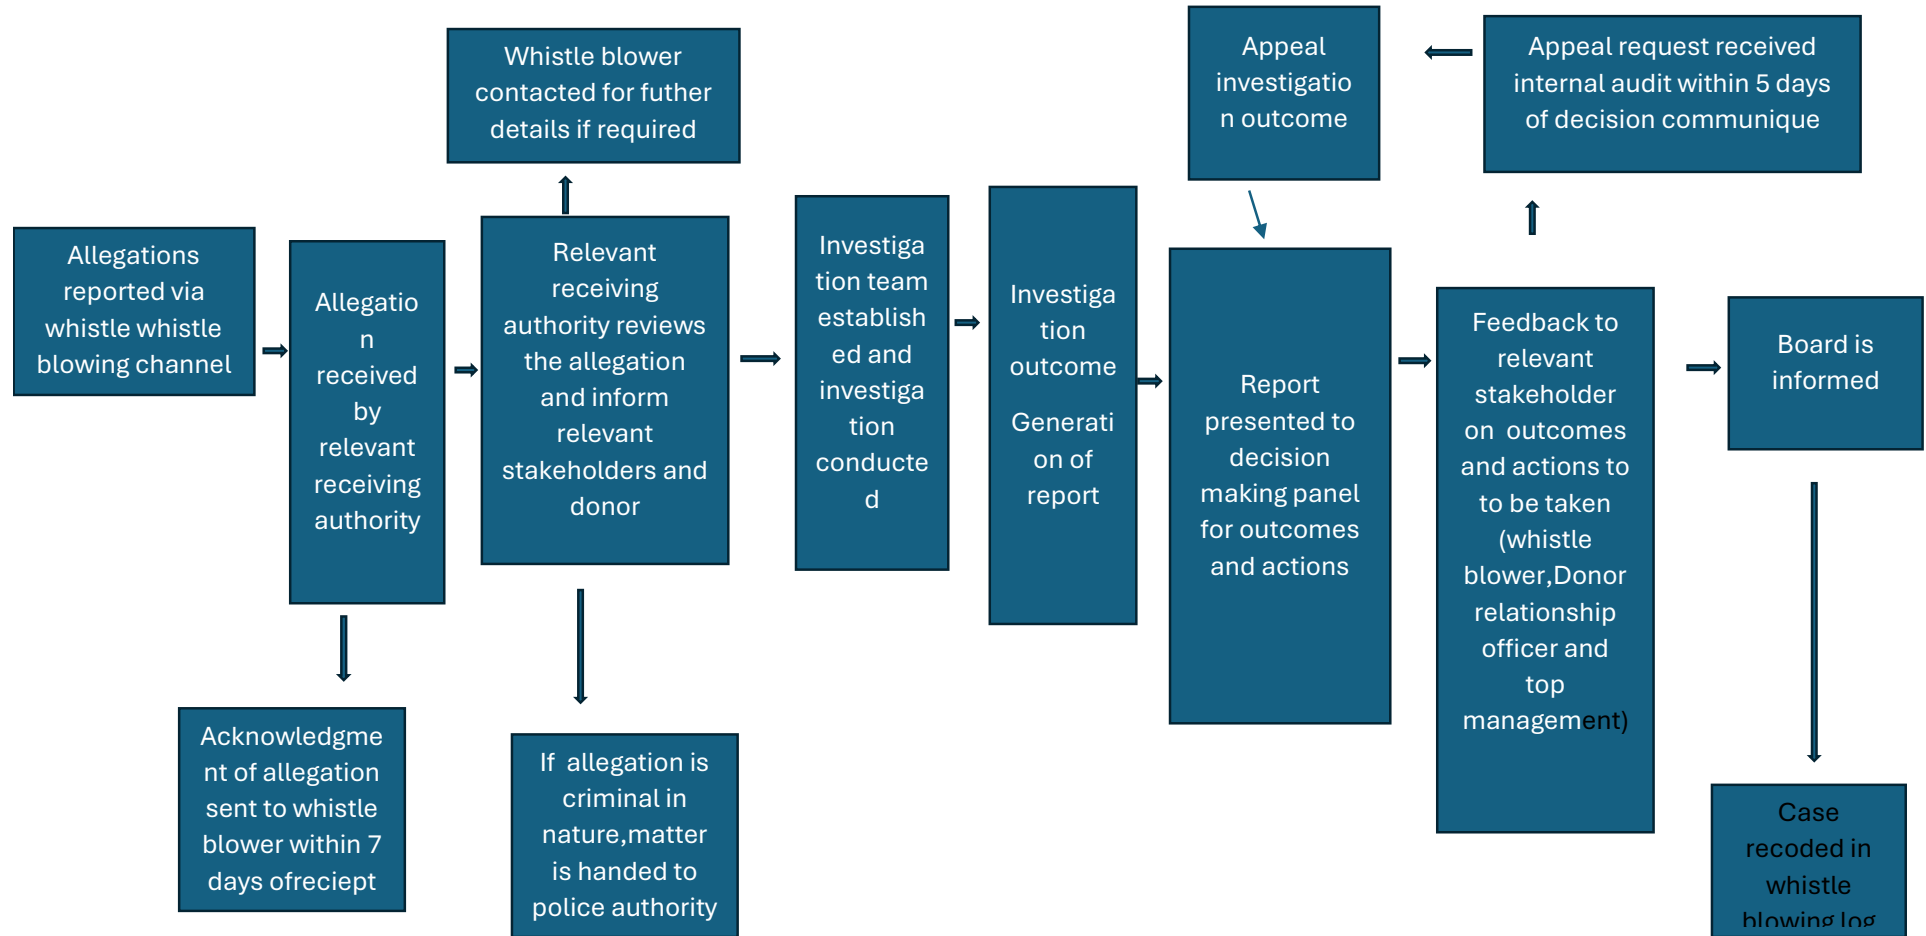 Whistle blower
contacted for futher
details if required
Appeal
investigatio
n outcome
Appeal request received
internal audit within 5 days
of decision communique
Allegations
reported via
whistle whistle
blowing channel
Allegatio
n
received
by
relevant
receiving
authority
Relevant
receiving
authority reviews
the allegation
and inform
relevant
stakeholders and
donor
Investiga
tion team
establish
ed and
investiga
tion
conducte
d
Investiga
tion
outcome
Generati
on of
report
Report
presented to
decision
making panel
for outcomes
and actions
Feedback to
relevant
stakeholder
on  outcomes
and actions to
to be taken
(whistle
blower,Donor
relationship
officer and
top
management)
Board is
informed
Acknowledgme
nt of allegation
sent to whistle
blower within 7
days ofreciept
If  allegation is
criminal in
nature,matter
is handed to
police authority
Case
recoded in
whistle
blowing log